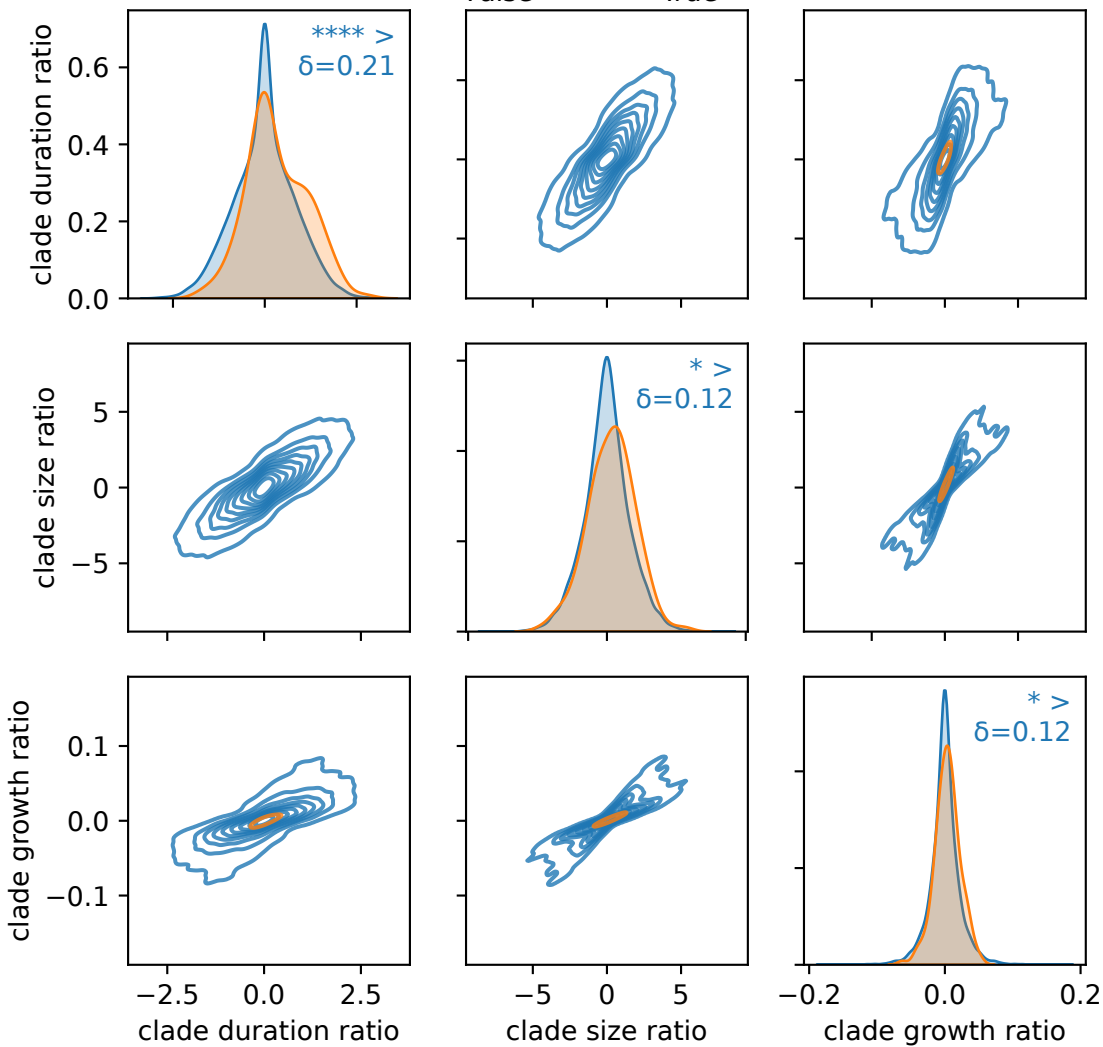 clade duration ratio
0.6
0.4
0.2
0.0
**** >
δ=0.21
clade size ratio
5
0
−5
* >
δ=0.12
clade growth ratio
0.1
0.0
−0.1
* >
δ=0.12
−2.5 0.0 2.5
−5 0 5
−0.2 0.0 0.2
clade duration ratio
clade size ratio
clade growth ratio